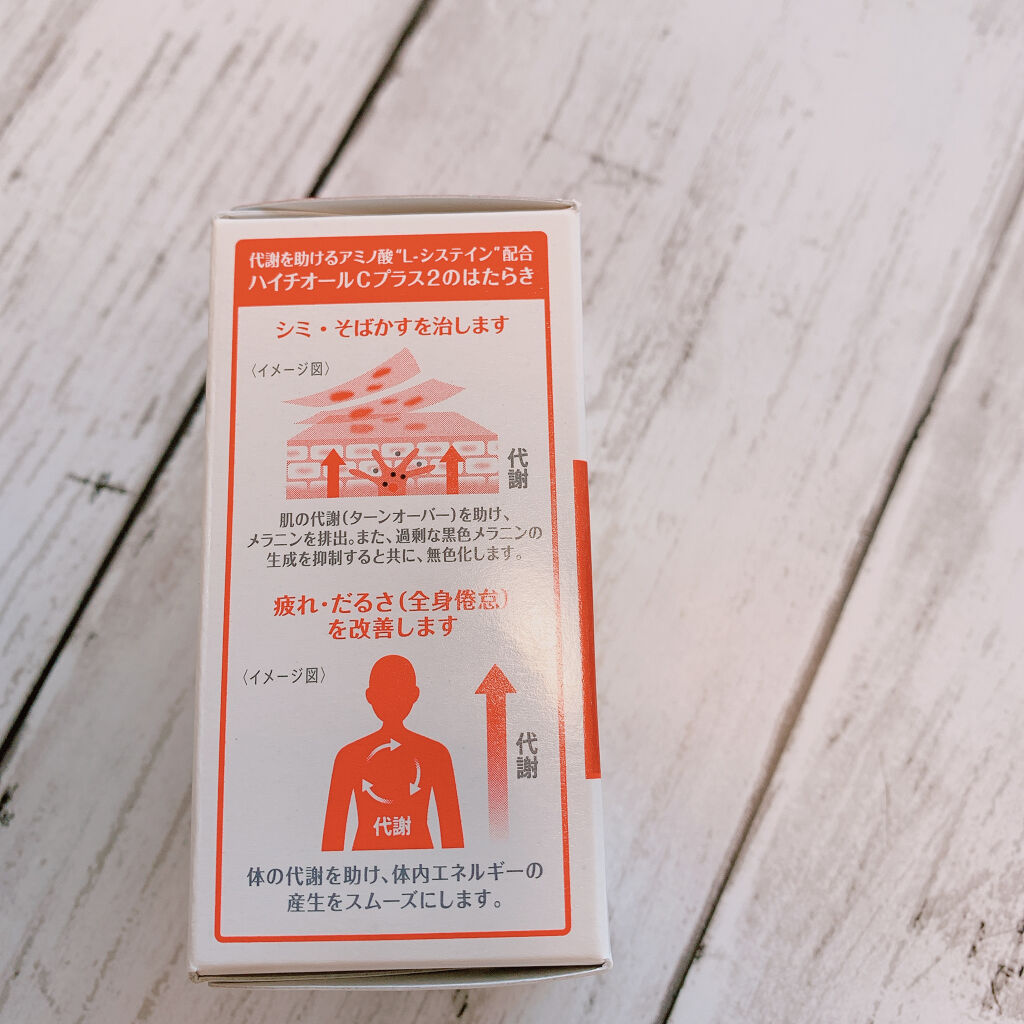 代謝を助けるアミノ酸“L-システイン”配合
ハイチオールCプラス2のはたらき
シミ・そばかすを治します
〈イメージ図〉
代謝
肌の代謝(ターンオーバー)を助け、
メラニンを排出。また、過剰な黒色メラニンの
生成を抑制すると共に、無色化します。
疲れ・だるさ(全身倦怠)
を改善します
〈イメージ図〉
代謝
代謝
体の代謝を助け、体内エネルギーの
産生をスムーズにします。